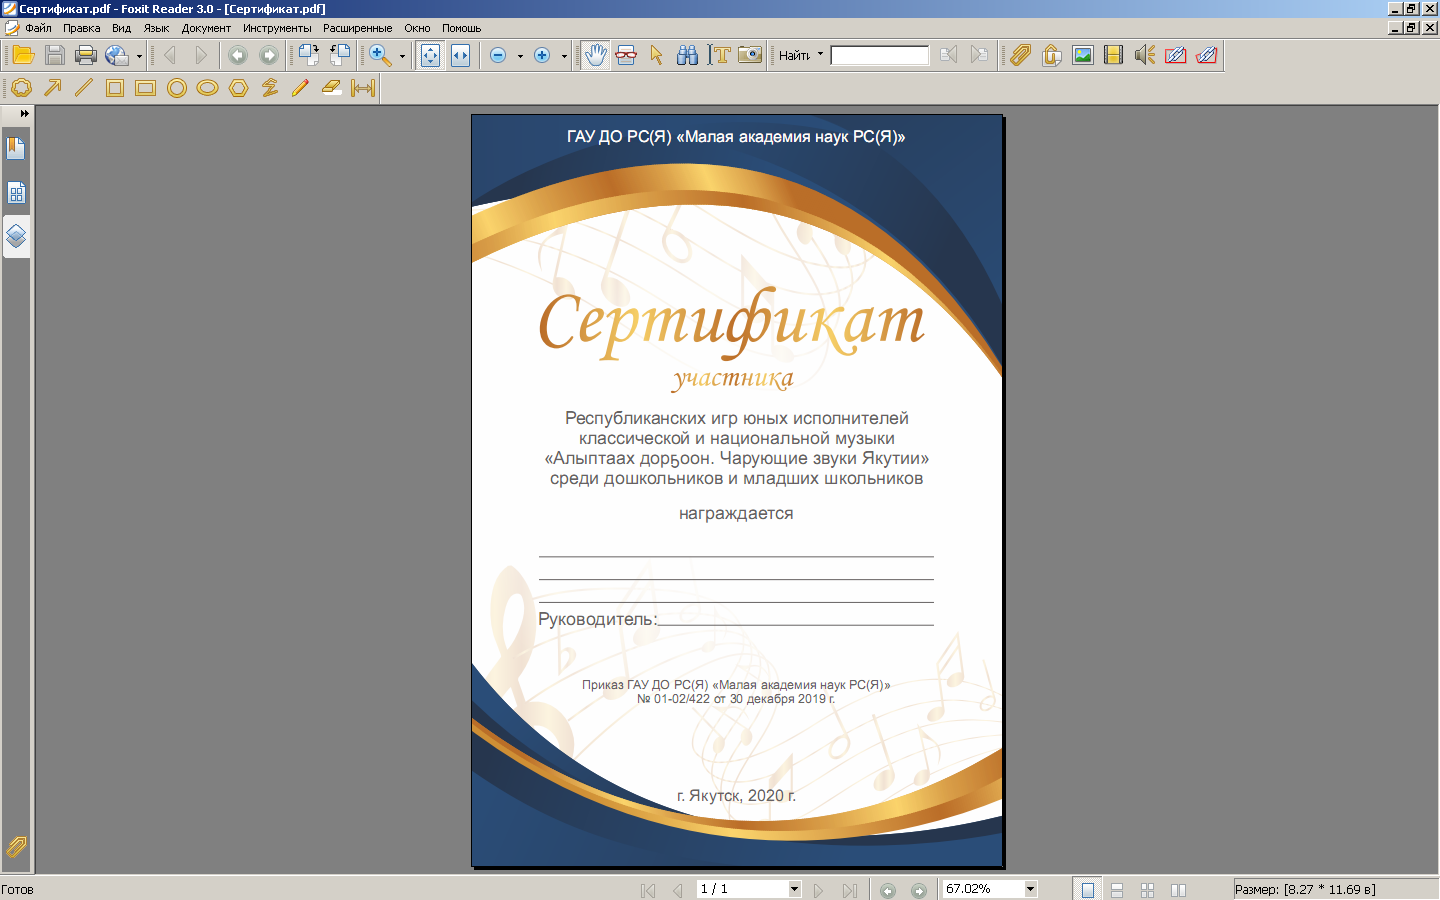 Сертификат.pdf - Foxit Reader 3.0 - [Сертификат.pdf]
Файл Правка Вид Язык Документ Инструменты Расширенные Окно Помощь
Найти
ГАУ ДО РС(Я) «Малая академия наук РС(Я)»
Сертификат
участника
Республиканских игр юных исполнителей
классической и национальной музыки
«Алыптаах дорҕоон. Чарующие звуки Якутии»
среди дошкольников и младших школьников
награждается
Руководитель:
Приказ ГАУ ДО РС(Я) «Малая академия наук РС(Я)»
№ 01-02/422 от 30 декабря 2019 г.
г. Якутск, 2020 г.
Готов
1 / 1
67.02%
Размер: [8.27 * 11.69 в]